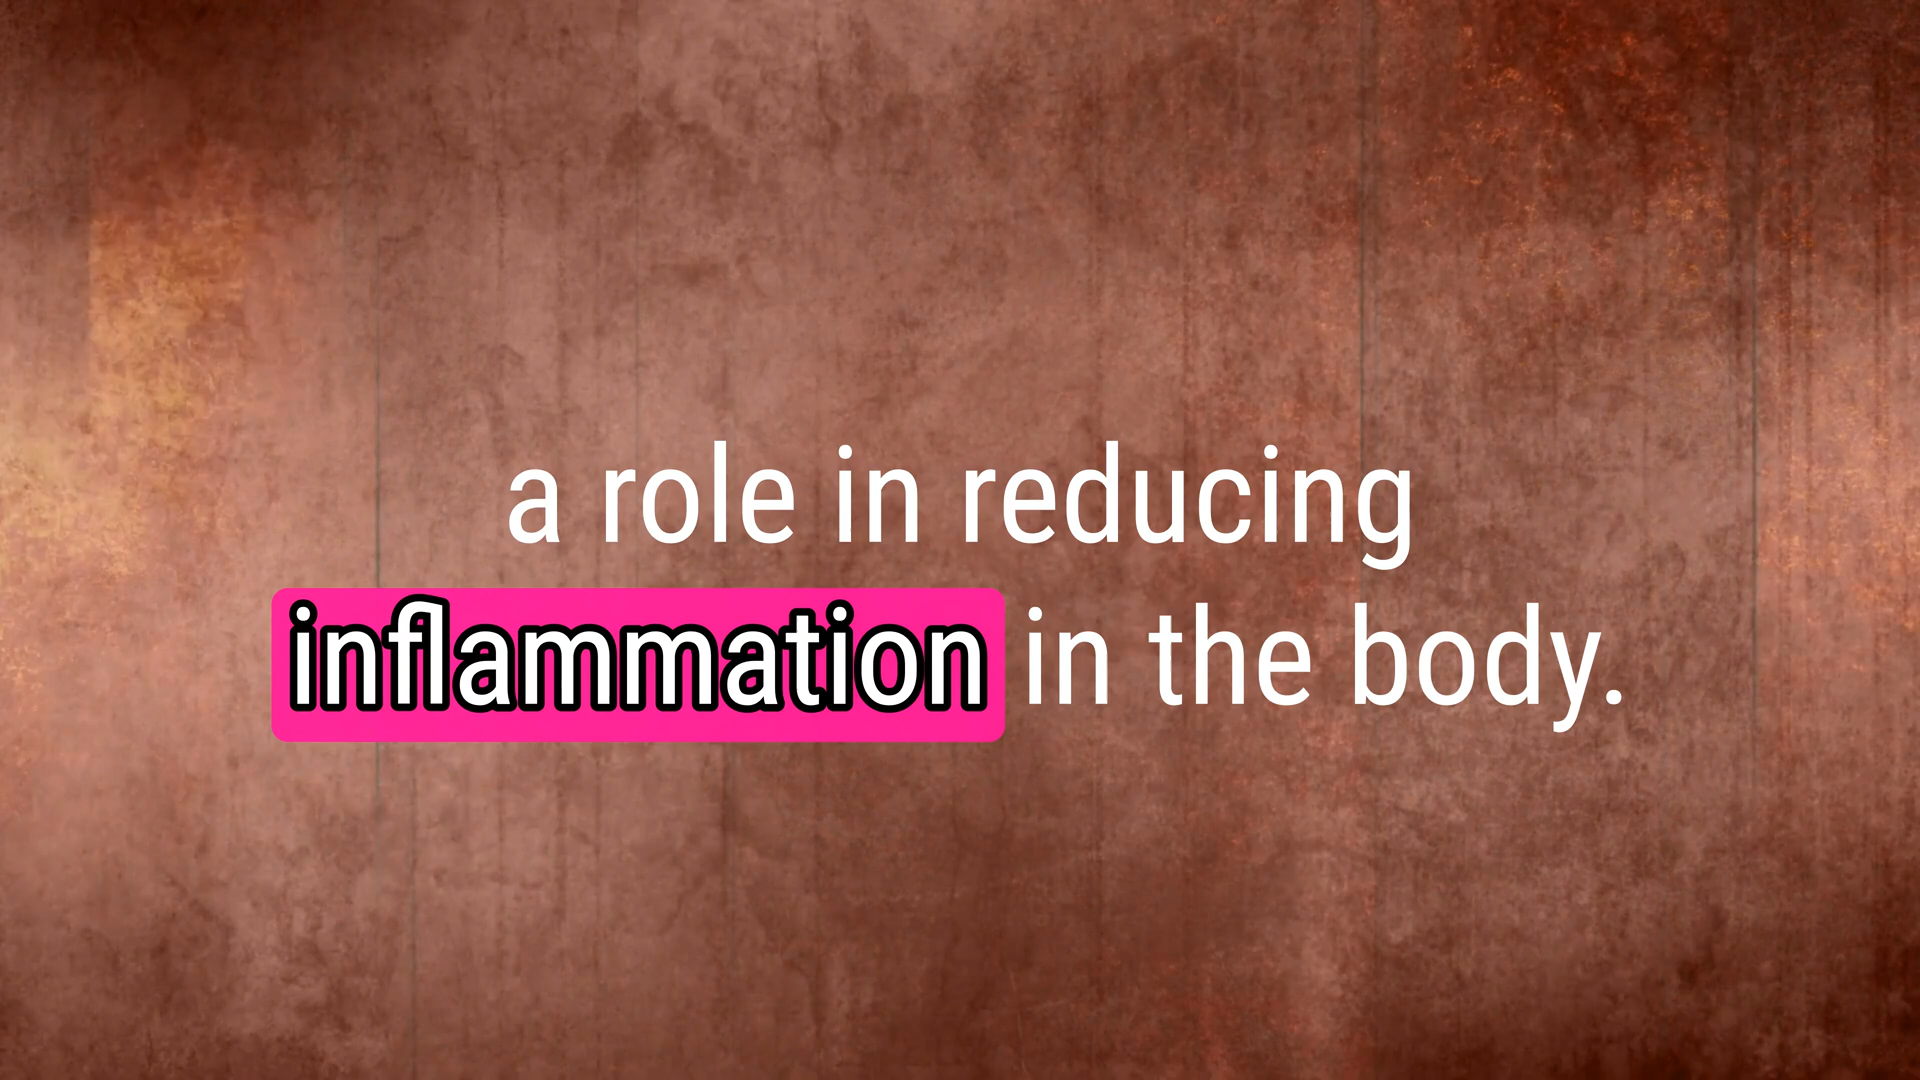 a role in reducing
inflammation in the body.